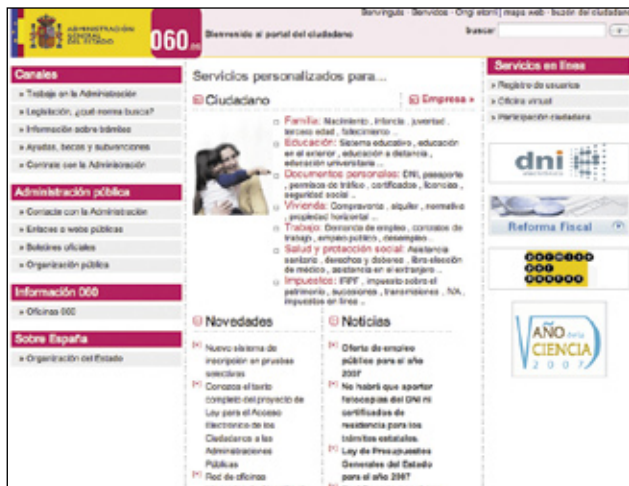 Benvinguts · Benvidos · Ongi etorri | mapa web · buzón del ciudadano
ADMINISTRACIÓN
GENERAL
DEL ESTADO
060.es
Bienvenido al portal del ciudadano
buscar
Canales
» Trabajo en la Administración
» Legislación, ¿qué norma busca?
» Información sobre trámites
» Ayudas, becas y subvenciones
» Contrate con la Administración
Administración pública
» Contacte con la Administración
» Enlaces a webs públicas
» Boletines oficiales
» Organización pública
Información 060
» Oficinas 060
Sobre España
» Organización del Estado
Servicios personalizados para...
Ciudadano
Empresa »
Familia: Nacimiento, infancia , juventud ,
tercera edad , fallecimiento ...
Educación: Sistema educativo , educación
en el exterior , educación a distancia ,
educación universitaria ...
Documentos personales: DNI, pasaporte
, permisos de tráfico , certificados , licencias ,
seguridad social ...
Vivienda: Compraventa , alquiler , normativa
, propiedad horizontal ...
Trabajo: Demanda de empleo , contratos de
trabajo , empleo público , desempleo ..
Salud y protección social: Asistencia
sanitaria , derechos y deberes , libre elección
de médico , asistencia en el extranjero ...
Impuestos: IRPF , impuesto sobre el
patrimonio , sucesiones , transmisiones , IVA ,
impuestos en línea ..
Novedades
[+] Nuevo sistema de
inscripción en pruebas
selectivas
[+] Conozca el texto
completo del proyecto de
Ley para el Acceso
Electrónico de los
Ciudadanos a las
Administraciones
Públicas
[+] Red de oficinas
Noticias
[+] Oferta de empleo
público para el año
2007
[+] No habrá que aportar
fotocopias del DNI ni
certificados de
residencia para los
trámites estatales.
[+] Ley de Presupuestos
Generales del Estado
para el año 2007
Servicios en línea
» Registro de usuarios
» Oficina virtual
» Participación ciudadana
dni
electrónico
Reforma Fiscal
permiso
por
puntos
AÑO de la
CIENCIA
2007